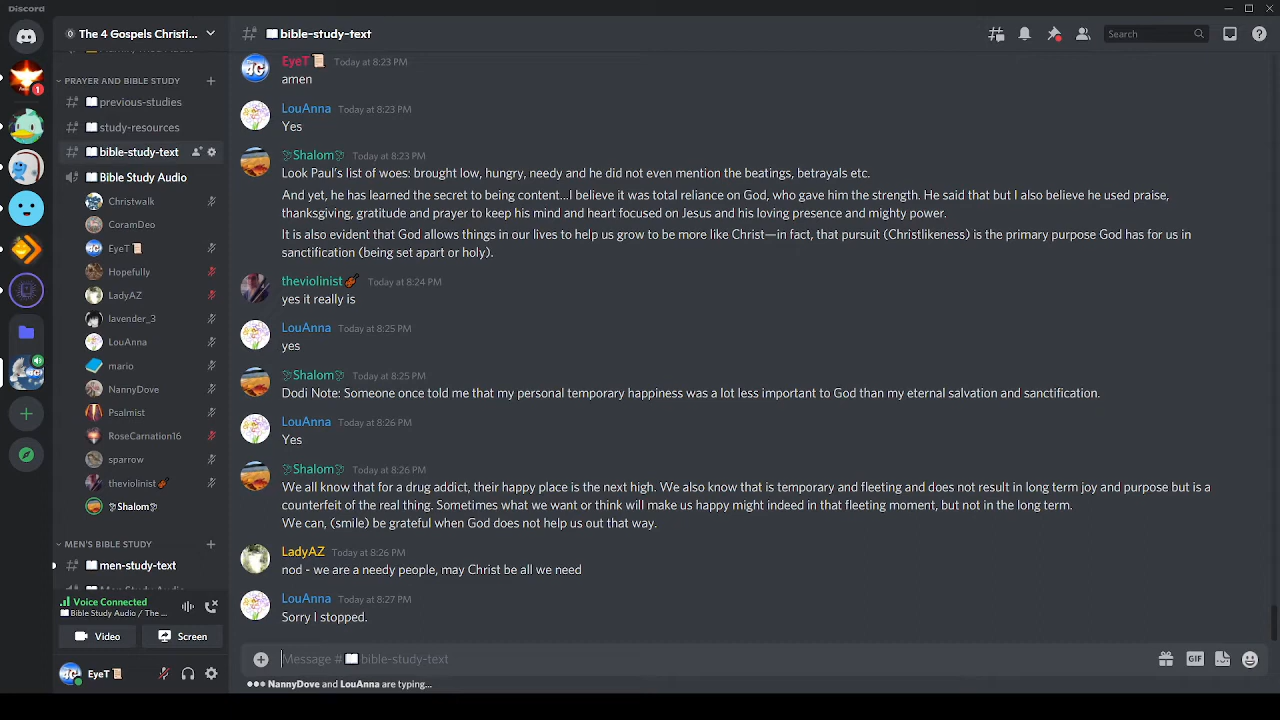 Discord
The 4 Gospels Christi...
bible-study-text
Search
PRAYER AND BIBLE STUDY
previous-studies
study-resources
bible-study-text
Bible Study Audio
Christwalk
CoramDeo
EyeT
Hopefully
LadyAZ
lavender_3
LouAnna
mario
NannyDove
Psalmist
RoseCarnation16
sparrow
theviolinist
Shalom
MEN'S BIBLE STUDY
men-study-text
Voice Connected
Bible Study Audio / The ...
Video
Screen
EyeT
1
4G
EyeT Today at 8:23 PM
amen
LouAnna Today at 8:23 PM
Yes
Shalom Today at 8:23 PM
Look Paul's list of woes: brought low, hungry, needy and he did not even mention the beatings, betrayals etc.
And yet, he has learned the secret to being content...I believe it was total reliance on God, who gave him the strength. He said that but I also believe he used praise,
thanksgiving, gratitude and prayer to keep his mind and heart focused on Jesus and his loving presence and mighty power.
It is also evident that God allows things in our lives to help us grow to be more like Christ—in fact, that pursuit (Christlikeness) is the primary purpose God has for us in
sanctification (being set apart or holy).
theviolinist Today at 8:24 PM
yes it really is
LouAnna Today at 8:25 PM
yes
Shalom Today at 8:25 PM
Dodi Note: Someone once told me that my personal temporary happiness was a lot less important to God than my eternal salvation and sanctification.
LouAnna Today at 8:26 PM
Yes
Shalom Today at 8:26 PM
We all know that for a drug addict, their happy place is the next high. We also know that is temporary and fleeting and does not result in long term joy and purpose but is a
counterfeit of the real thing. Sometimes what we want or think will make us happy might indeed in that fleeting moment, but not in the long term.
We can, (smile) be grateful when God does not help us out that way.
LadyAZ Today at 8:26 PM
nod - we are a needy people, may Christ be all we need
LouAnna Today at 8:27 PM
Sorry I stopped.
Message # bible-study-text
GIF
NannyDove and LouAnna are typing...